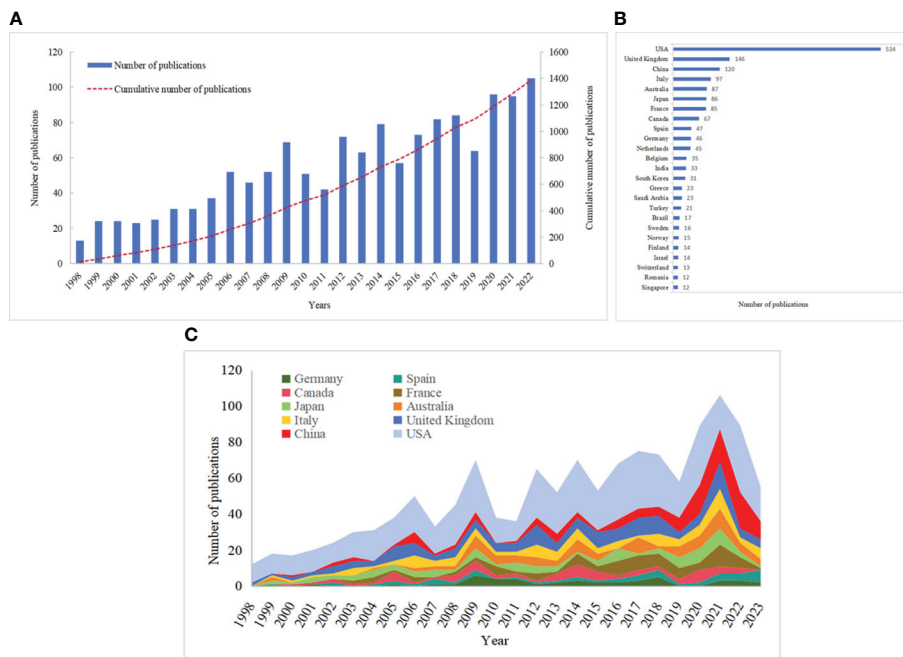 A
B
120
100
80
60
40
20
0
Number of publications
Number of publications
Cumulative number of publications
1600
1400
1200
1000
800
600
400
200
0
Cumulative number of publications
1998 1999 2000 2001 2002 2003 2004 2005 2006 2007 2008 2009 2010 2011 2012 2013 2014 2015 2016 2017 2018 2019 2020 2021 2022
Years
USA 534
United Kingdom 146
China 120
Italy 97
Australia 87
Japan 86
France 85
Canada 67
Spain 47
Germany 46
Netherlands 45
Belgium 35
India 33
South Korea 31
Greece 23
Saudi Arabia 23
Turkey 21
Brazil 17
Sweden 16
Norway 15
Finland 14
Israel 14
Switzerland 13
Romania 12
Singapore 12
Number of publications
C
120
100
80
60
40
20
0
Number of publications
Germany Spain
Canada France
Japan Australia
Italy United Kingdom
China USA
1998 1999 2000 2001 2002 2003 2004 2005 2006 2007 2008 2009 2010 2011 2012 2013 2014 2015 2016 2017 2018 2019 2020 2021 2022 2023
Year